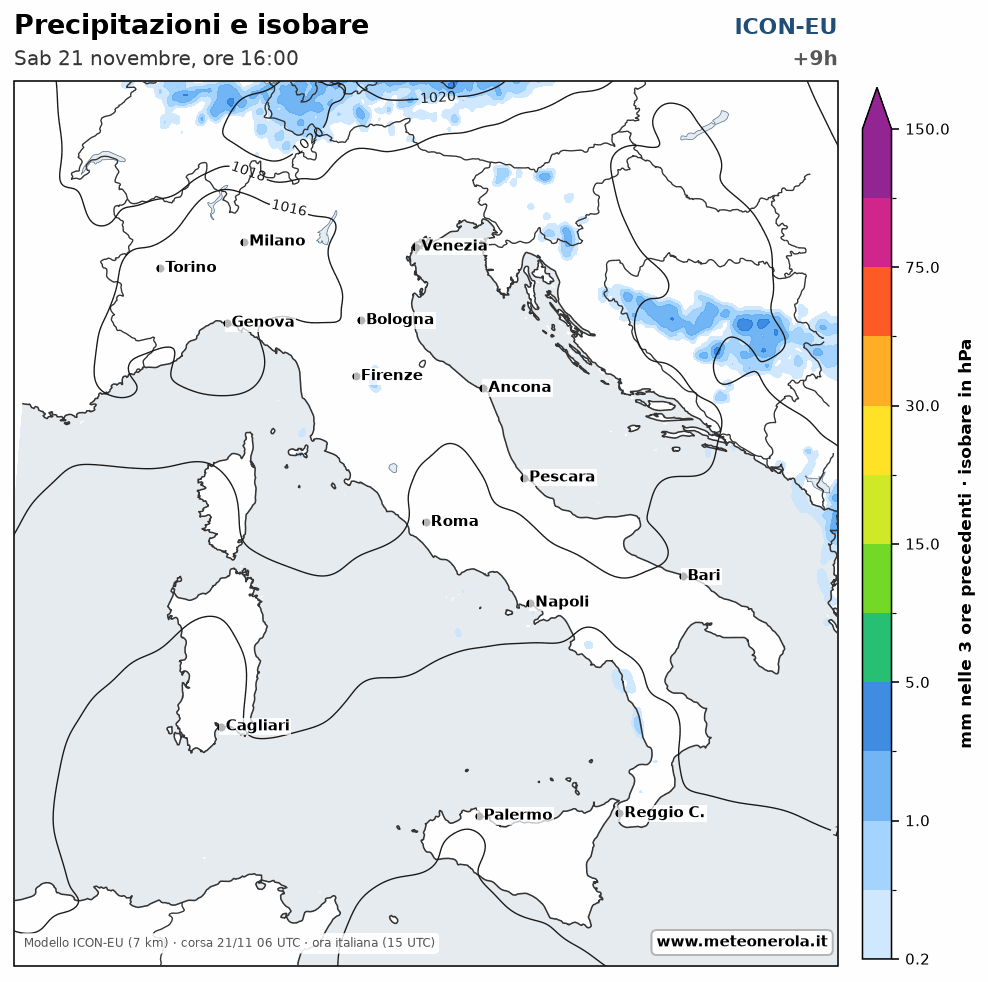 Precipitazioni e isobare
ICON-EU
Sab 21 novembre, ore 16:00
+9h
1020
1020
1018
1016
Milano
Venezia
Torino
Genova
Bologna
Firenze
Ancona
Pescara
Roma
Bari
Napoli
Cagliari
Palermo
Reggio C.
Modello ICON-EU (7 km) · corsa 21/11 06 UTC · ora italiana (15 UTC)
www.meteonerola.it
150.0
75.0
30.0
15.0
5.0
1.0
0.2
mm nelle 3 ore precedenti · isobare in hPa